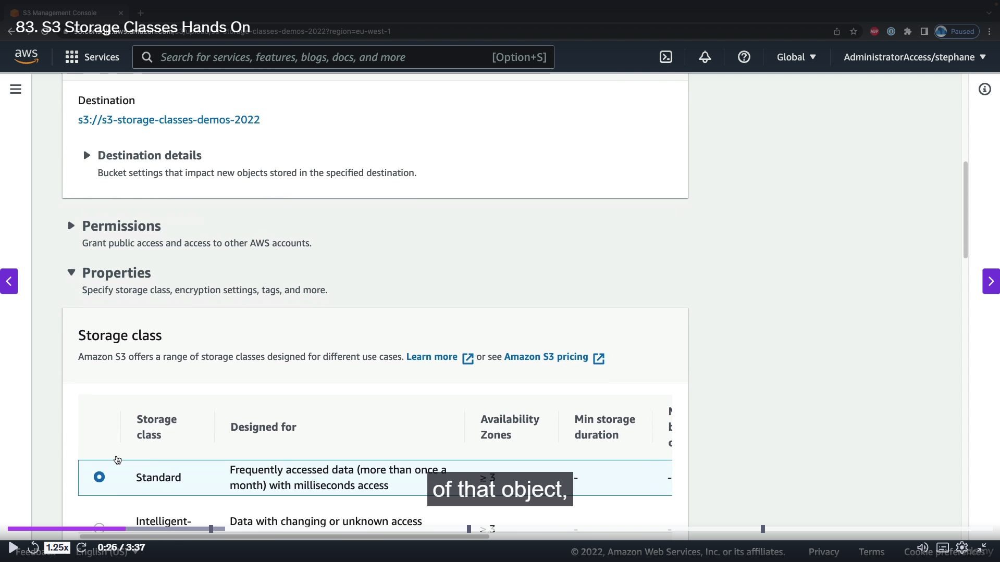 S3 Management Console
83. S3 Storage Classes Hands On
classes-demos-2022?region=eu-west-1
ABP
Paused
aws
Services
Search for services, features, blogs, docs, and more
[Option+S]
Global
AdministratorAccess/stephane
Destination
s3://s3-storage-classes-demos-2022
Destination details
Bucket settings that impact new objects stored in the specified destination.
Permissions
Grant public access and access to other AWS accounts.
Properties
Specify storage class, encryption settings, tags, and more.
Storage class
Amazon S3 offers a range of storage classes designed for different use cases. Learn more or see Amazon S3 pricing
Storage
class
Designed for
Availability
Zones
Min storage
duration
Standard
Frequently accessed data (more than once a
month) with milliseconds access
≥ 3
-
-
of that object,
Intelligent-
Data with changing or unknown access
≥ 3
-
-
1.25x
0:26 / 3:37
Feedback
English (US)
© 2022, Amazon Web Services, Inc. or its affiliates.
Privacy
Terms
Cookie preferences